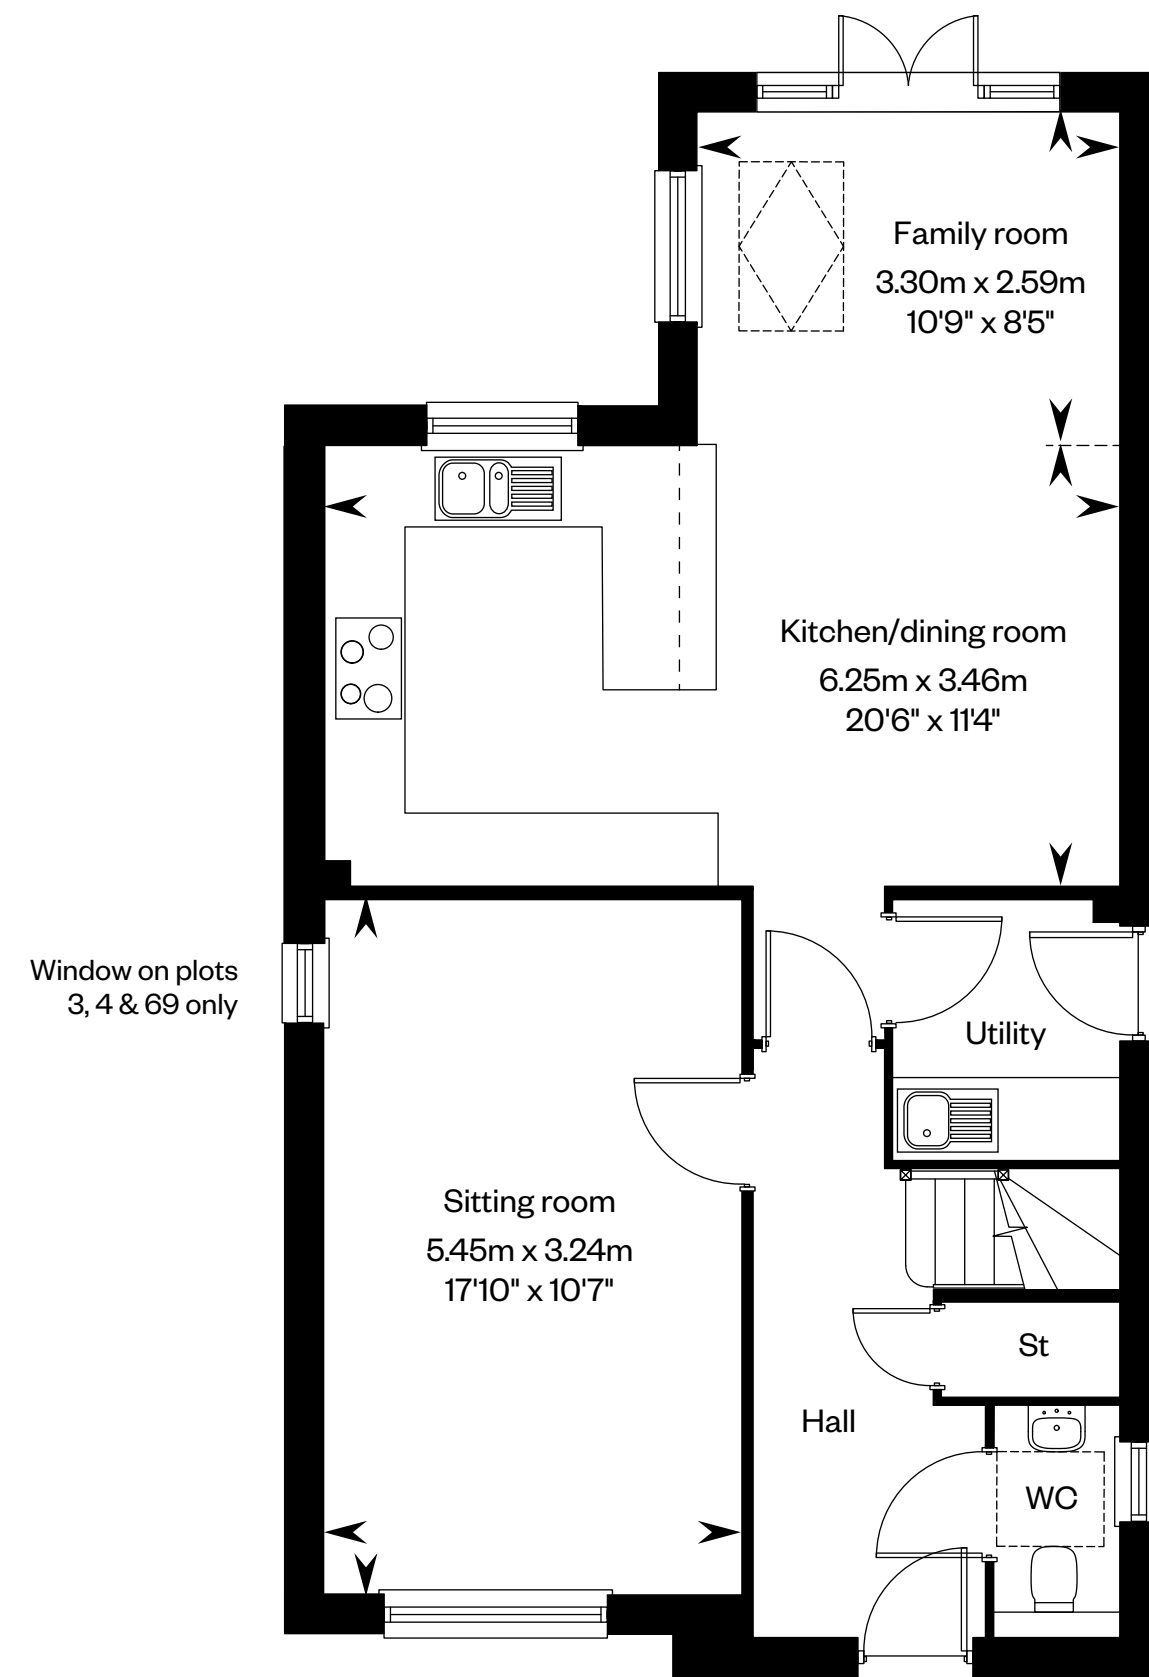 Family room
3.30m x 2.59m
10'9" x 8'5"
Kitchen/dining room
6.25m x 3.46m
20'6" x 11'4"
Window on plots
3, 4 & 69 only
Utility
Sitting room
5.45m x 3.24m
17'10" x 10'7"
St
Hall
WC